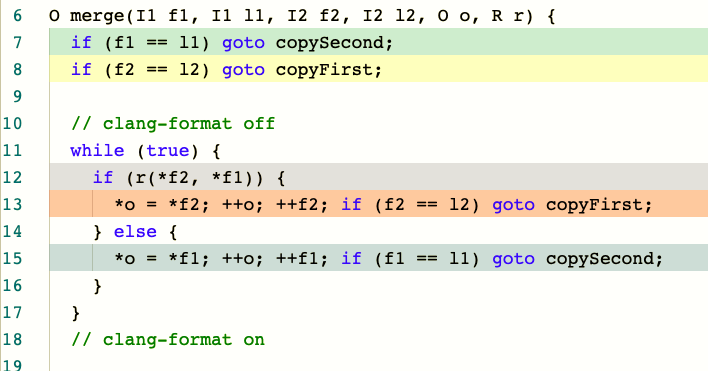 6 O merge(I1 f1, I1 l1, I2 f2, I2 l2, O o, R r) {
7   if (f1 == l1) goto copySecond;
8   if (f2 == l2) goto copyFirst;
9
10   // clang-format off
11   while (true) {
12     if (r(*f2, *f1)) {
13       *o = *f2; ++o; ++f2; if (f2 == l2) goto copyFirst;
14     } else {
15       *o = *f1; ++o; ++f1; if (f1 == l1) goto copySecond;
16     }
17   }
18   // clang-format on
19